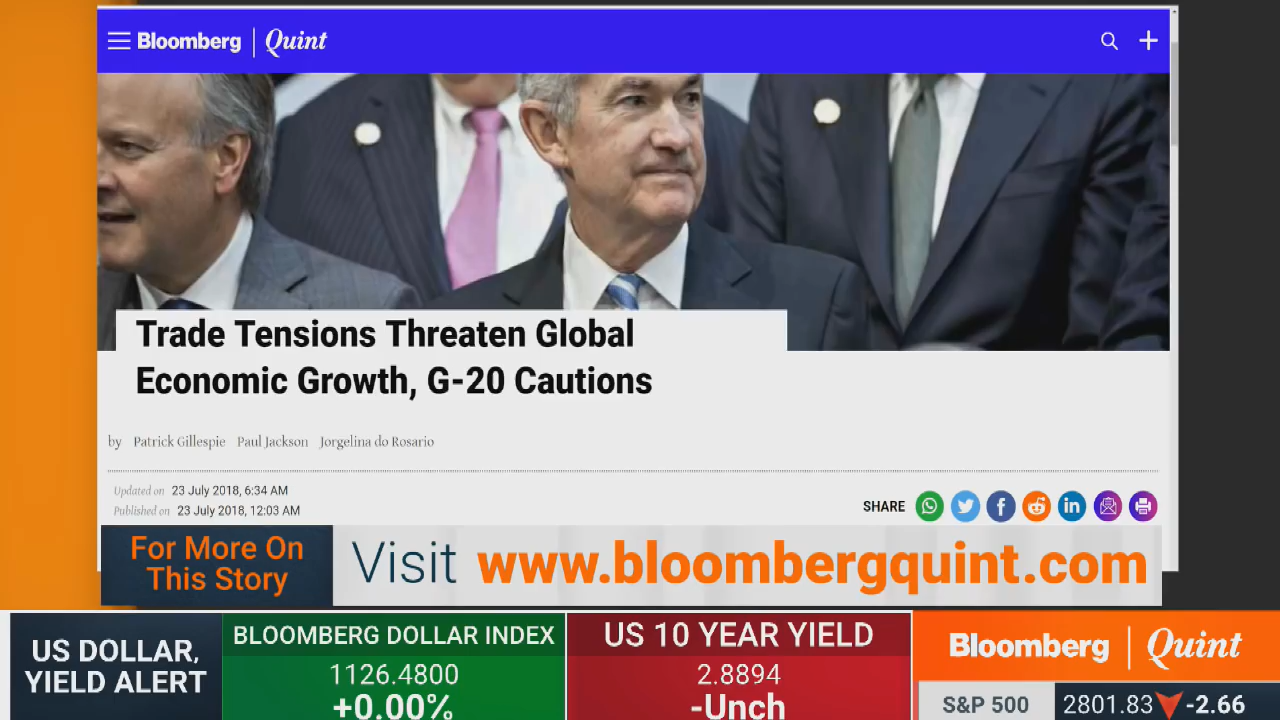 Bloomberg | Quint
Trade Tensions Threaten Global
Economic Growth, G-20 Cautions
by Patrick Gillespie Paul Jackson Jorgelina do Rosario
Updated on 23 July 2018, 6:34 AM
Published on 23 July 2018, 12:03 AM
SHARE
For More On
This Story
Visit www.bloombergquint.com
US DOLLAR,
YIELD ALERT
BLOOMBERG DOLLAR INDEX
1126.4800
+0.00%
US 10 YEAR YIELD
2.8894
-Unch
Bloomberg | Quint
S&P 500 2801.83 -2.66